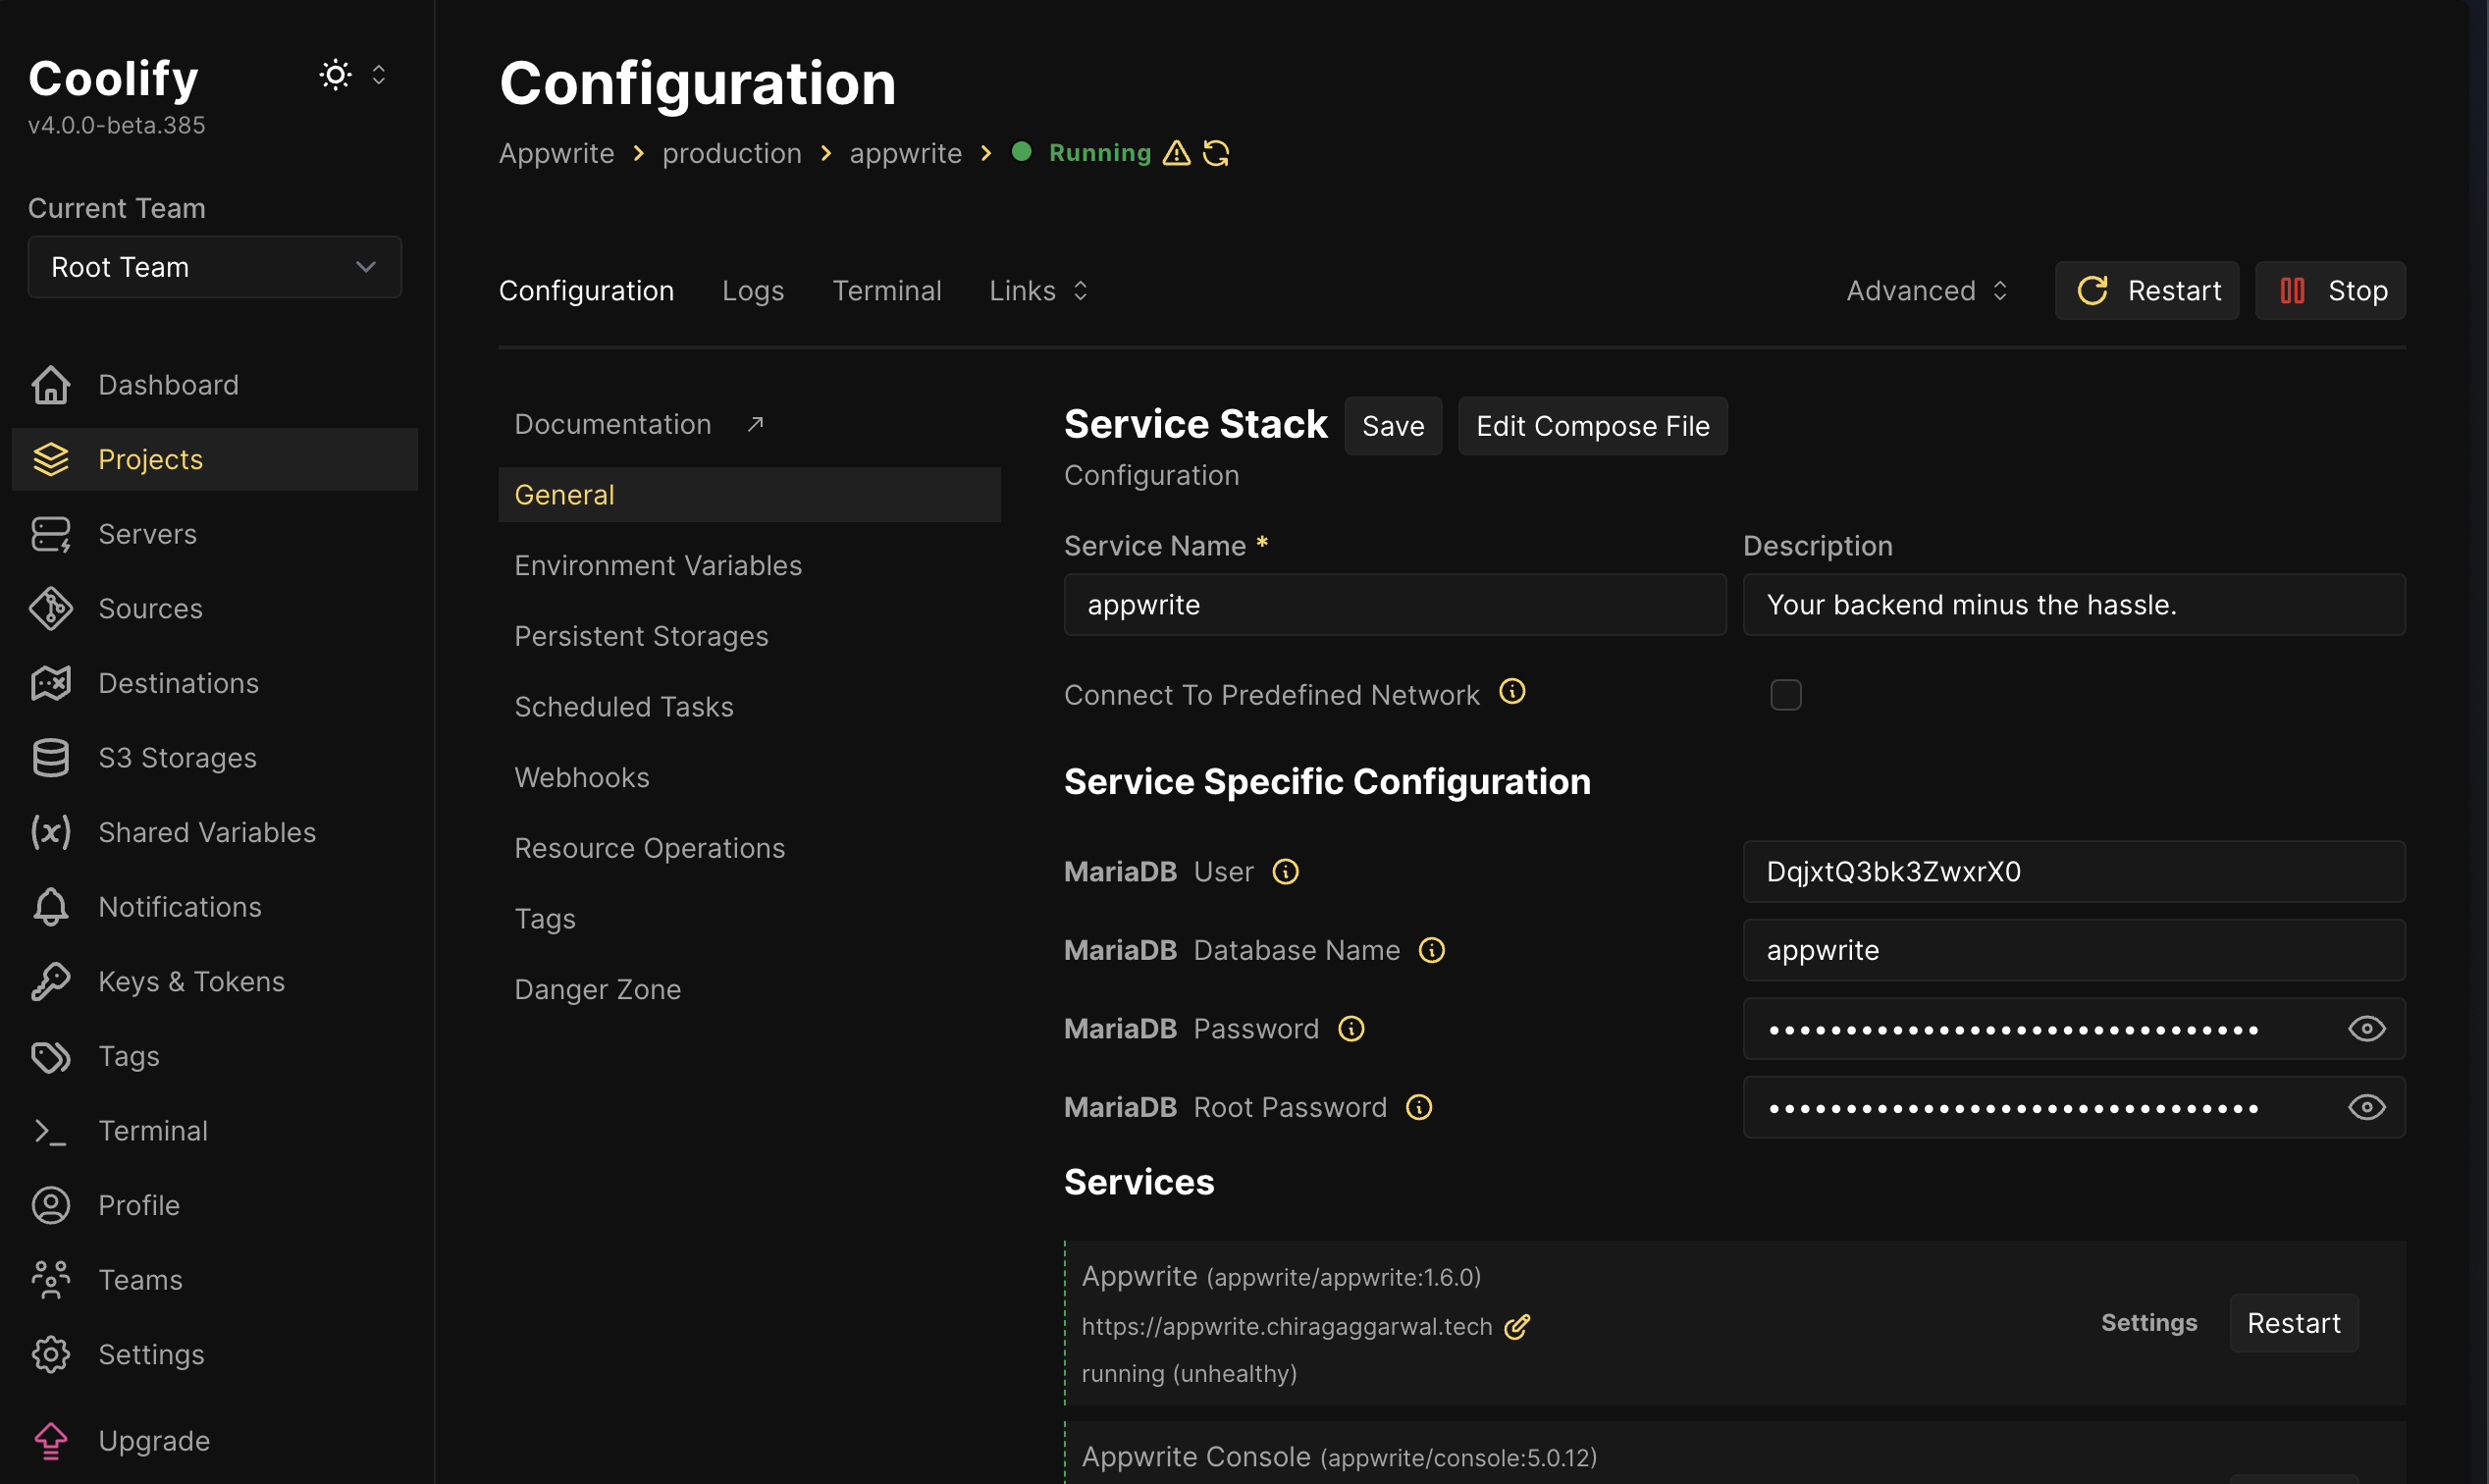 Coolify
v4.0.0-beta.385
Current Team
Root Team
Dashboard
Projects
Servers
Sources
Destinations
S3 Storages
Shared Variables
Notifications
Keys & Tokens
Tags
Terminal
Profile
Teams
Settings
Upgrade
Configuration
Appwrite production appwrite Running
Configuration Logs Terminal Links Advanced Restart Stop
Documentation
General
Environment Variables
Persistent Storages
Scheduled Tasks
Webhooks
Resource Operations
Tags
Danger Zone
Service Stack Save Edit Compose File
Configuration
Service Name * Description
appwrite Your backend minus the hassle.
Connect To Predefined Network
Service Specific Configuration
MariaDB User DqjxtQ3bk3ZwxrX0
MariaDB Database Name appwrite
MariaDB Password ••••••••••••••••••••••••••••••••
MariaDB Root Password ••••••••••••••••••••••••••••••••
Services
Appwrite (appwrite/appwrite:1.6.0)
https://appwrite.chiragaggarwal.tech
running (unhealthy)
Settings Restart
Appwrite Console (appwrite/console:5.0.12)